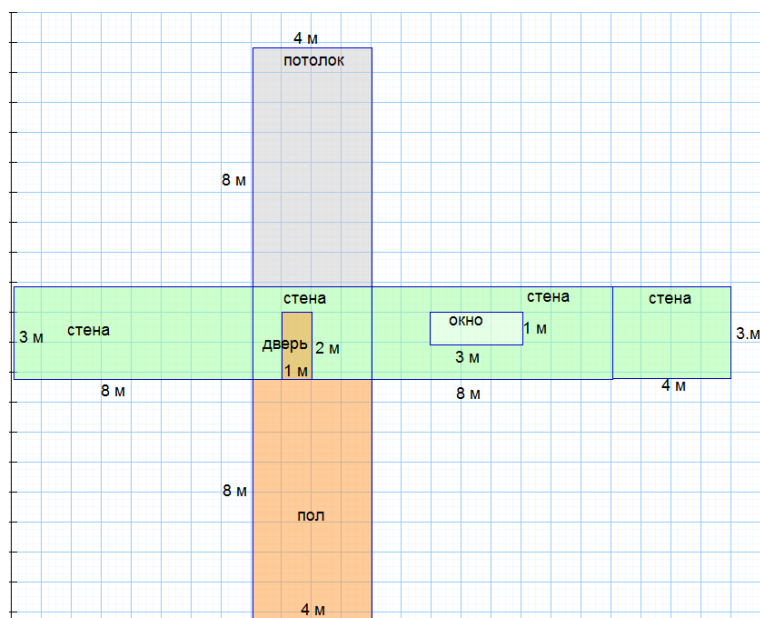 4 м
потолок
8 м
стена
стена
стена
окно
стена
3 м
1 м
3.м
дверь
2 м
3 м
1 м
8 м
8 м
4 м
8 м
пол
4 м